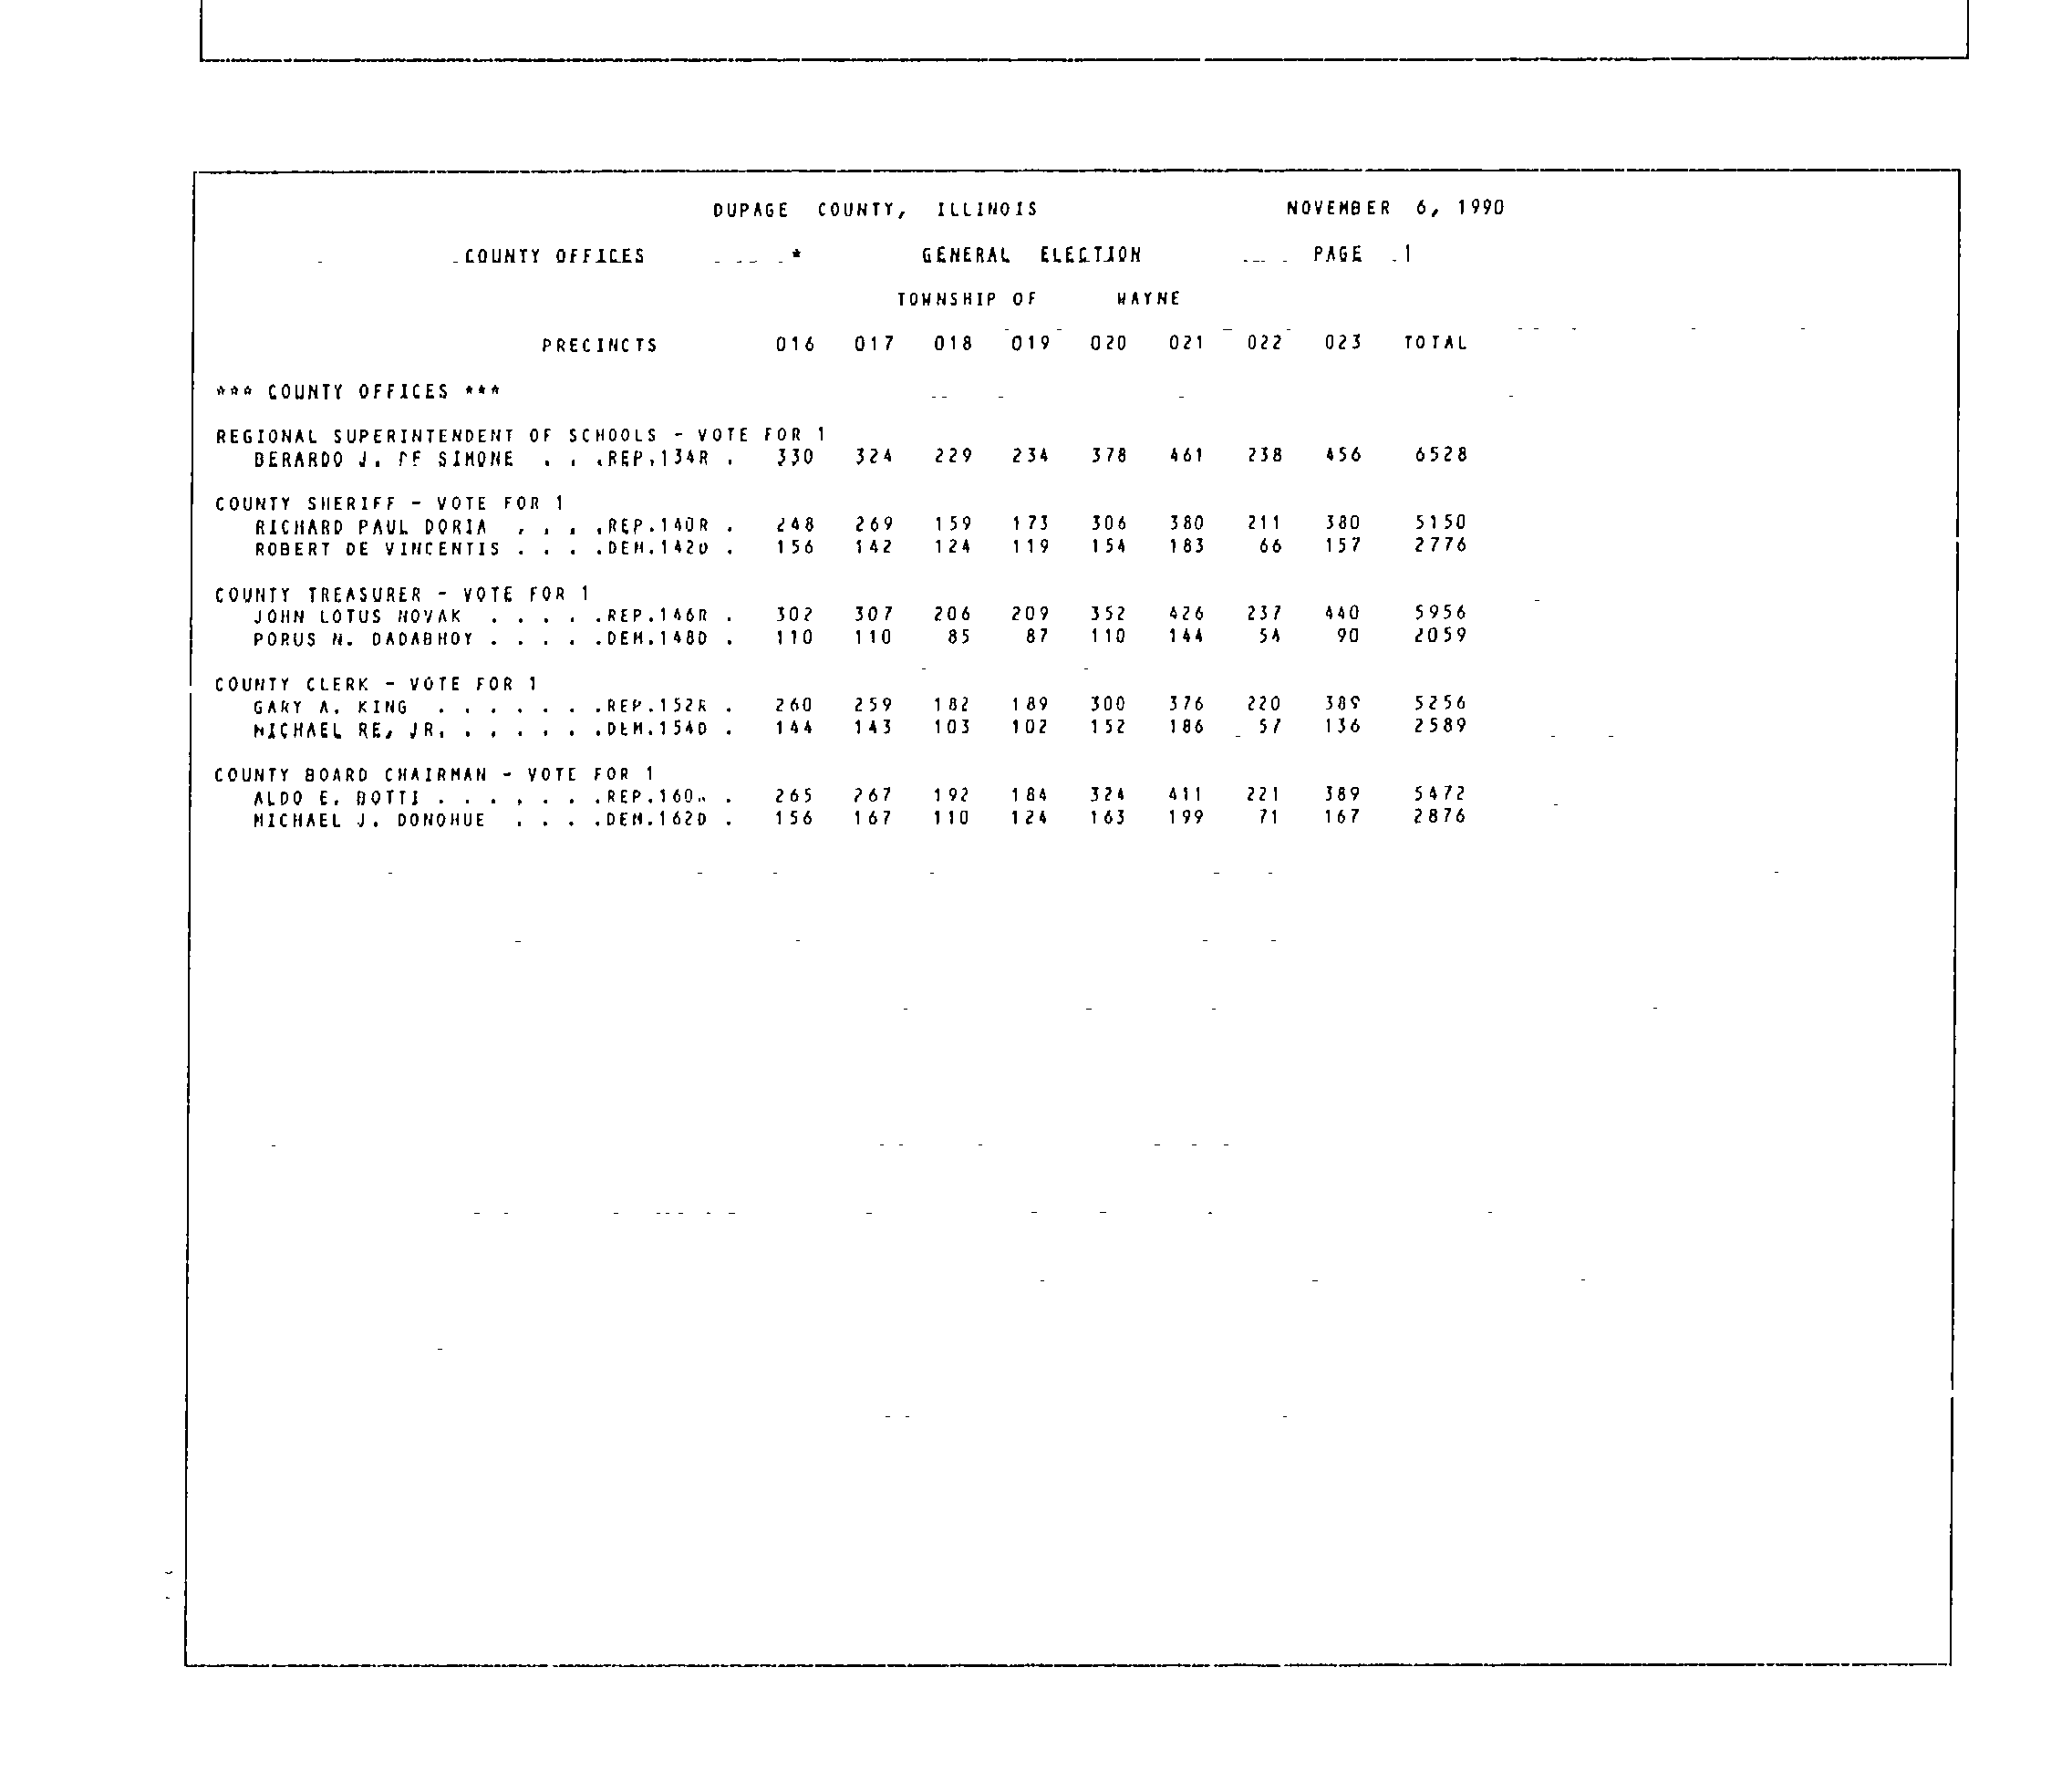 DUPAGE COUNTY, ILLINOIS NOVEMBER 6, 1990
COUNTY OFFICES * GENERAL ELECTION PAGE 1
TOWNSHIP OF WAYNE
PRECINCTS 016 017 018 019 020 021 022 023 TOTAL
*** COUNTY OFFICES ***
REGIONAL SUPERINTENDENT OF SCHOOLS - VOTE FOR 1
BERARDO J. DE SIMONE . . .REP.134R . 330 324 229 234 378 461 238 456 6528
COUNTY SHERIFF - VOTE FOR 1
RICHARD PAUL DORIA . . . .REP.140R . 248 269 159 173 306 380 211 380 5150
ROBERT DE VINCENTIS . . . .DEM.142D . 156 142 124 119 154 183 66 157 2776
COUNTY TREASURER - VOTE FOR 1
JOHN LOTUS NOVAK . . . . .REP.146R . 302 307 206 209 352 426 237 440 5956
PORUS N. DADABHOY . . . . .DEM.148D . 110 110 85 87 110 144 54 90 2059
COUNTY CLERK - VOTE FOR 1
GARY A. KING . . . . . . .REP.152R . 260 259 182 189 300 376 220 389 5256
MICHAEL RE, JR. . . . . . .DEM.154D . 144 143 103 102 152 186 57 136 2589
COUNTY BOARD CHAIRMAN - VOTE FOR 1
ALDO E. BOTTI . . . . . . .REP.160 . 265 267 192 184 324 411 221 389 5472
MICHAEL J. DONOHUE . . . .DEM.162D . 156 167 110 124 163 199 71 167 2876